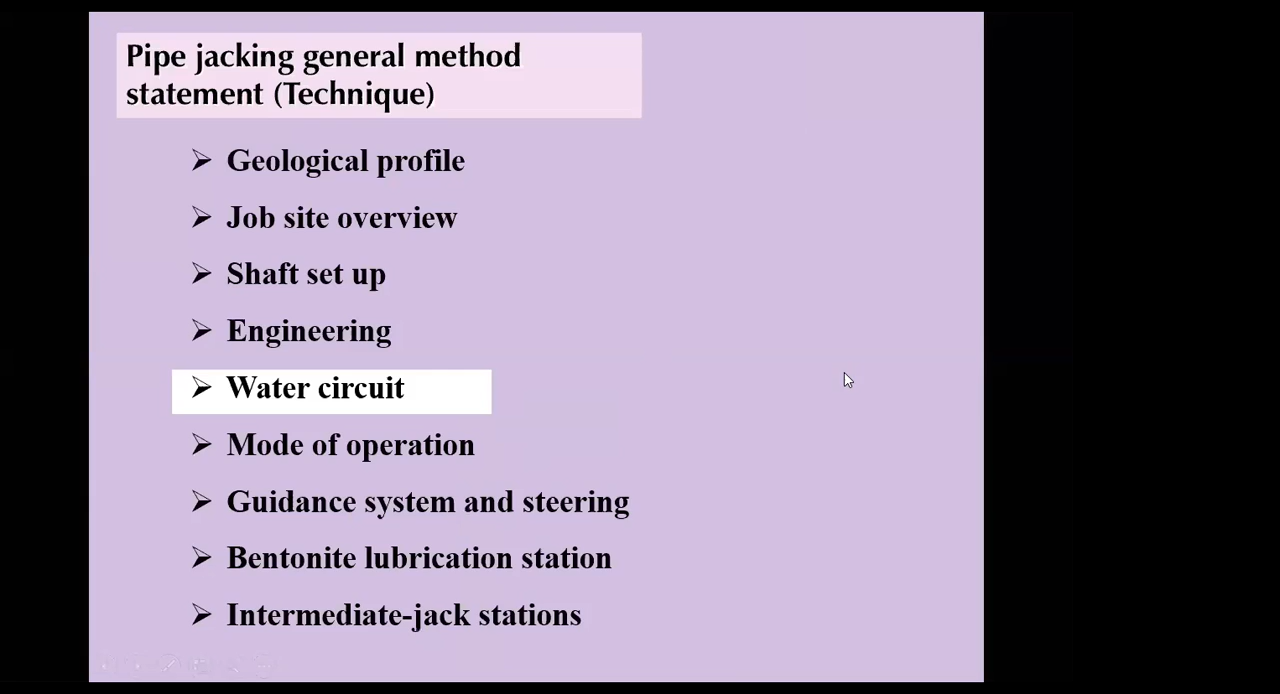 Pipe jacking general method
statement (Technique)
➢ Geological profile
➢ Job site overview
➢ Shaft set up
➢ Engineering
➢ Water circuit
➢ Mode of operation
➢ Guidance system and steering
➢ Bentonite lubrication station
➢ Intermediate-jack stations